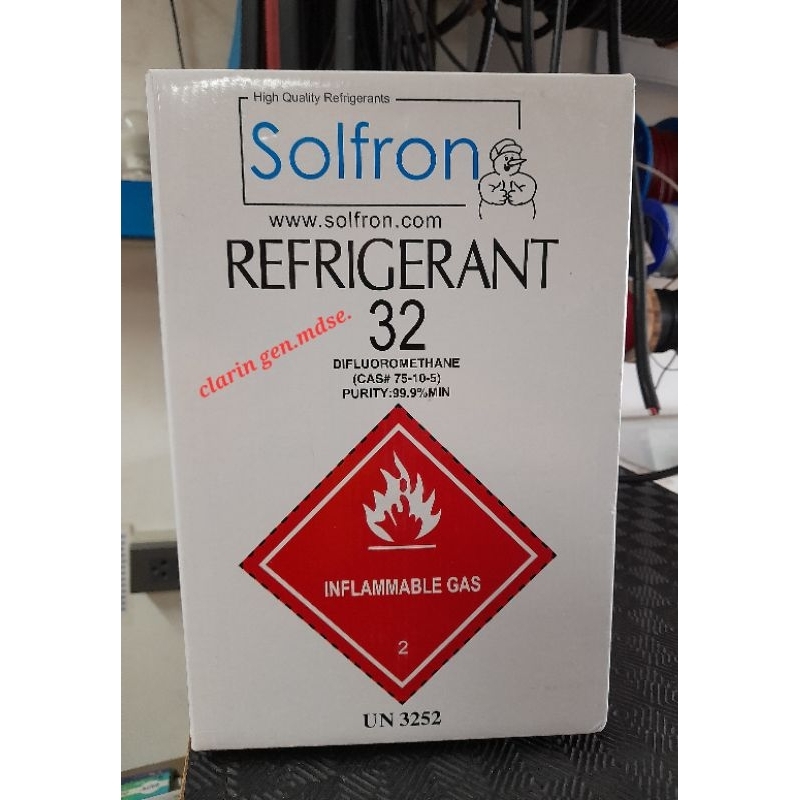 High Quality Refrigerants
Solfron
www.solfron.com
REFRIGERANT
32
clarin gen.mdse.
DIFLUOROMETHANE
(CAS# 75-10-5)
PURITY:99.9%MIN
INFLAMMABLE GAS
2
UN 3252